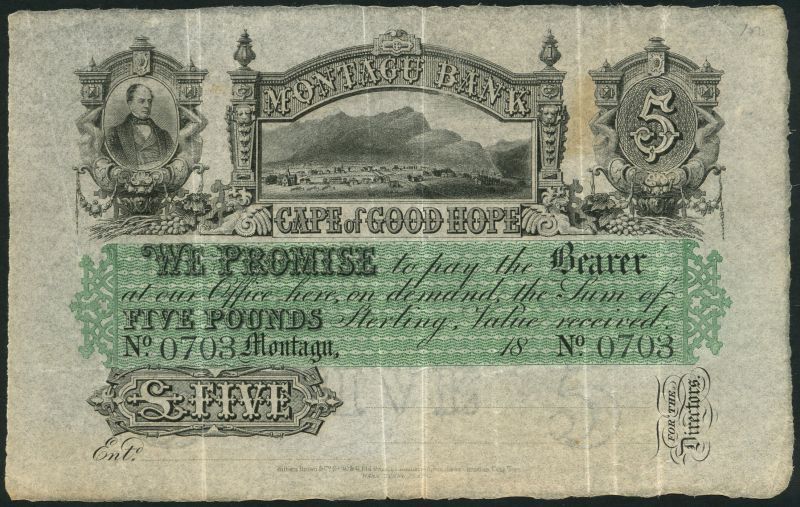 MONTAGU BANK
5
CAPE of GOOD HOPE
WE PROMISE to pay the Bearer
at our Office here, on demand, the Sum of
FIVE POUNDS Sterling, Value received.
No. 0703 Montagu, 18 No. 0703
£ FIVE
FOR THE
Directors.
Entd.